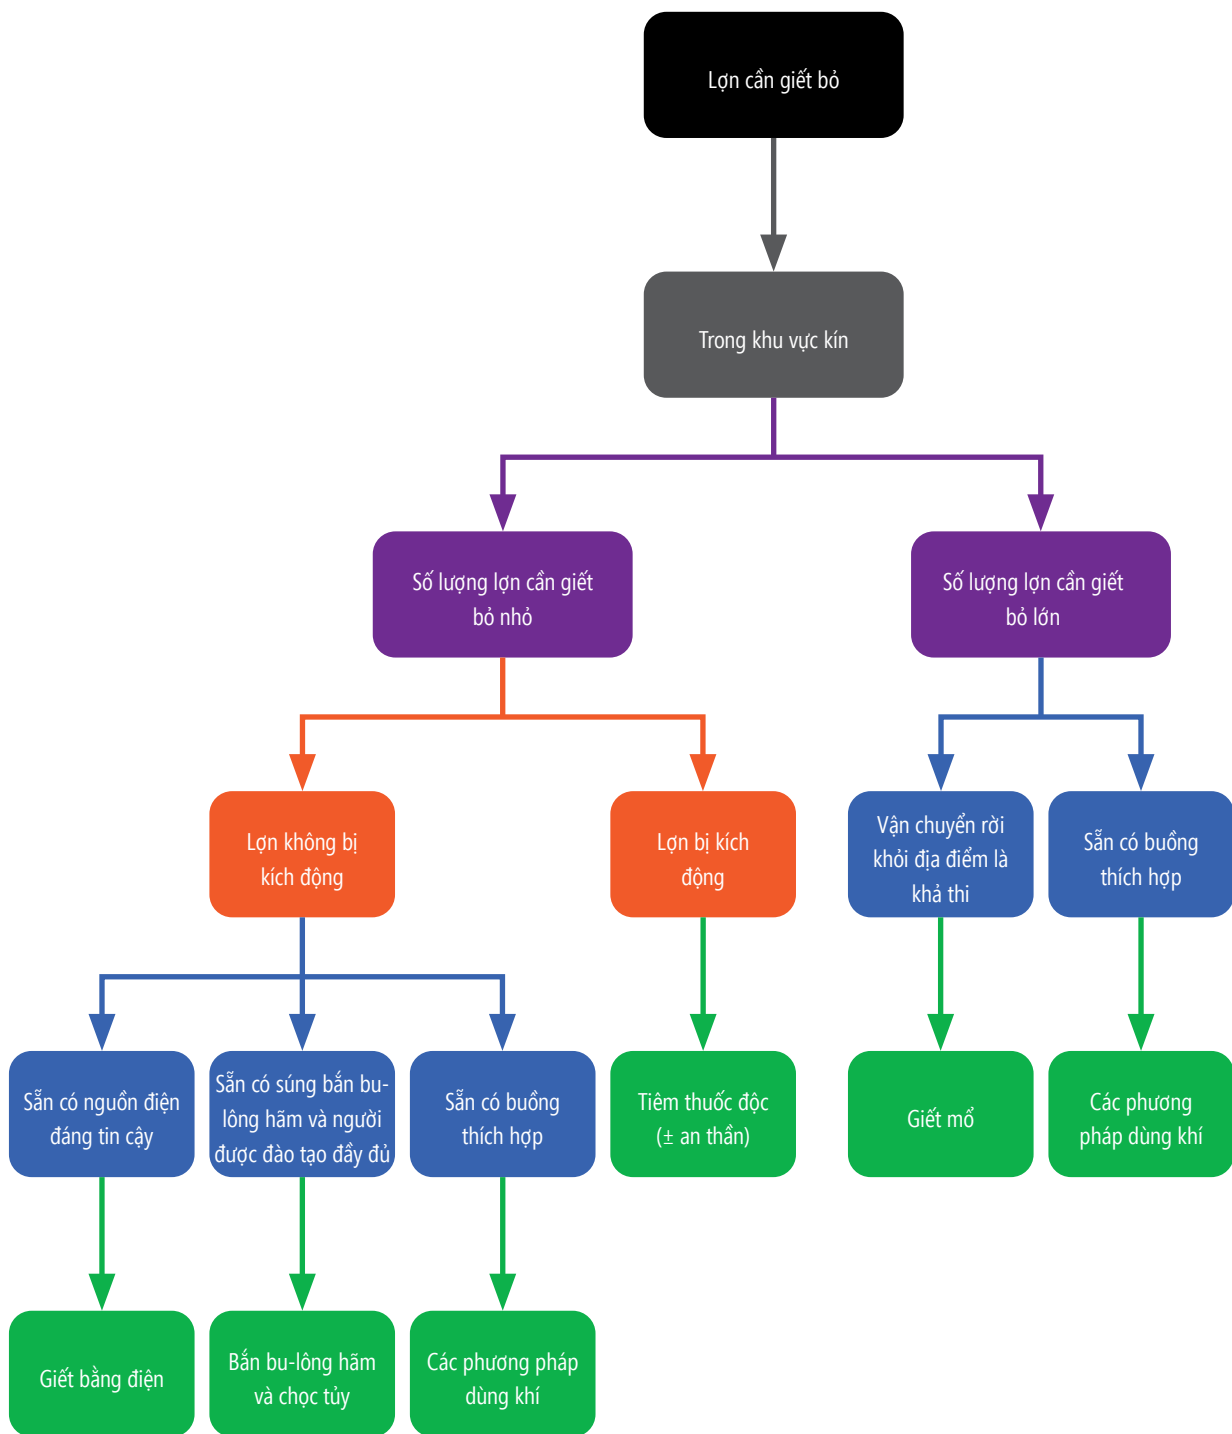 Lợn cần giết bỏ
Trong khu vực kín
Số lượng lợn cần giết
bỏ nhỏ
Số lượng lợn cần giết
bỏ lớn
Lợn không bị
kích động
Lợn bị kích
động
Vận chuyển rời
khỏi địa điểm là
khả thi
Sẵn có buồng
thích hợp
Sẵn có nguồn điện
đáng tin cậy
Sẵn có súng bắn bu-
lông hãm và người
được đào tạo đầy đủ
Sẵn có buồng
thích hợp
Tiêm thuốc độc
(± an thần)
Giết mổ
Các phương
pháp dùng khí
Giết bằng điện
Bắn bu-lông hãm
và chọc tủy
Các phương pháp
dùng khí